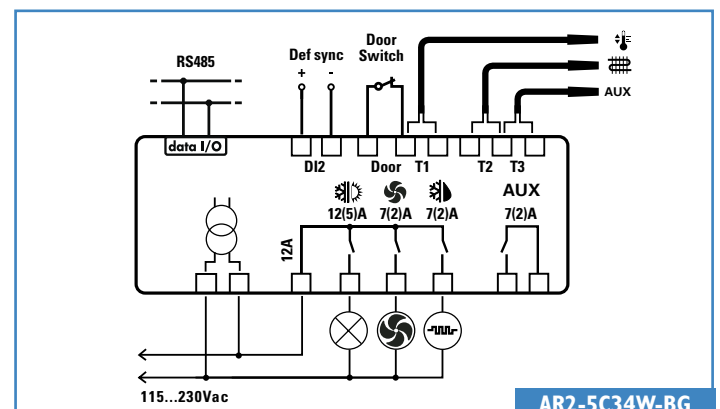 RS485
Def sync
+ -
Door
Switch
AUX
data I/O
DI2
Door
T1
T2
T3
12(5)A
7(2)A
7(2)A
AUX
7(2)A
12A
115...230Vac
AR2-5C34W-BG